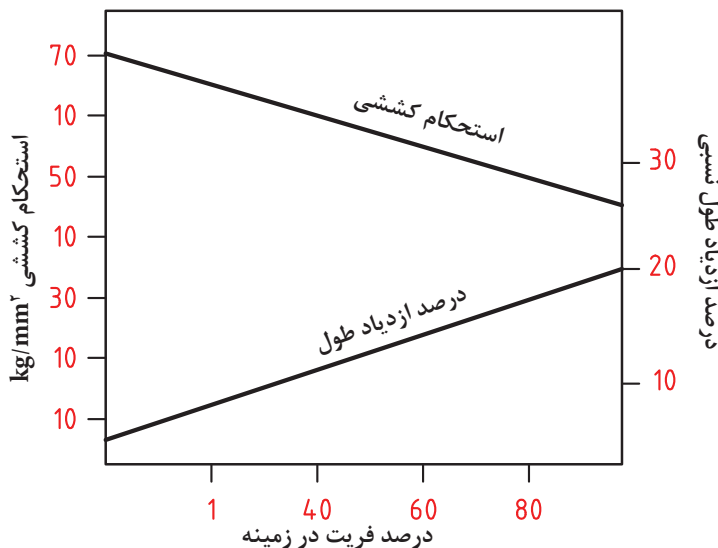 70
10
50
10
30
10
10
استحکام کششی kg/mm²
استحکام کششی
درصد ازدیاد طول
30
20
10
درصد ازدیاد طول نسبی
1 40 60 80
درصد فریت در زمینه